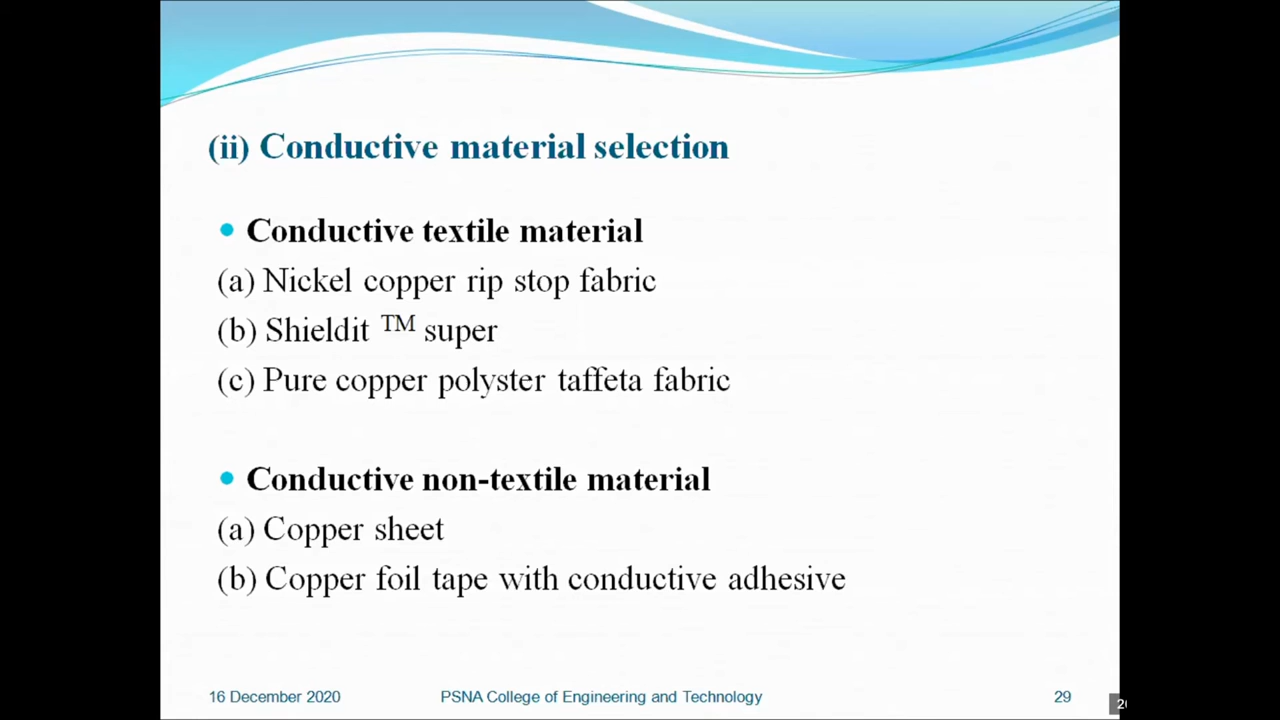 (ii) Conductive material selection
• Conductive textile material
(a) Nickel copper rip stop fabric
(b) Shieldit TM super
(c) Pure copper polyster taffeta fabric
• Conductive non-textile material
(a) Copper sheet
(b) Copper foil tape with conductive adhesive
16 December 2020 PSNA College of Engineering and Technology 29